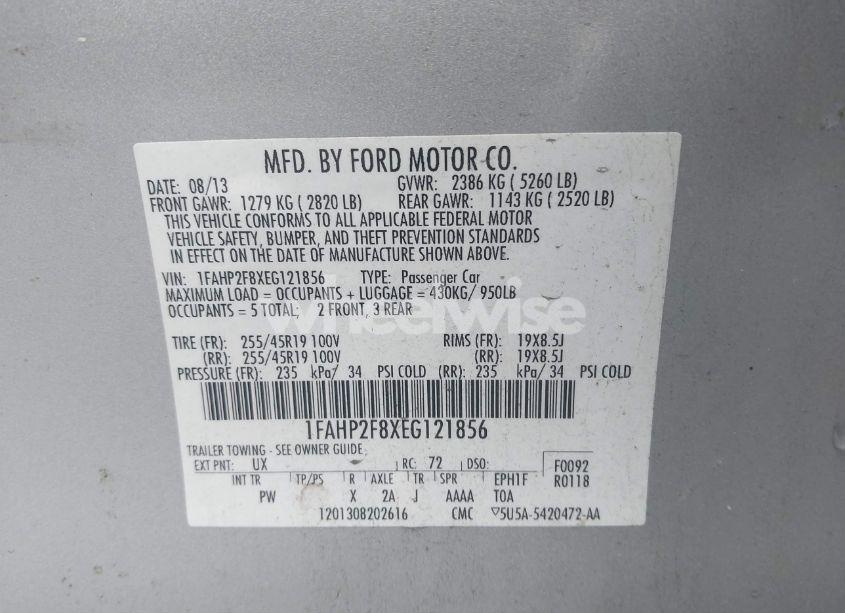 MFD. BY FORD MOTOR CO.
DATE: 08/13 GVWR: 2386 KG ( 5260 LB)
FRONT GAWR: 1279 KG ( 2820 LB) REAR GAWR: 1143 KG ( 2520 LB)
THIS VEHICLE CONFORMS TO ALL APPLICABLE FEDERAL MOTOR
VEHICLE SAFETY, BUMPER, AND THEFT PREVENTION STANDARDS
IN EFFECT ON THE DATE OF MANUFACTURE SHOWN ABOVE.
VIN: 1FAHP2F8XEG121856 TYPE: Passenger Car
MAXIMUM LOAD = OCCUPANTS + LUGGAGE = 430KG/ 950LB
OCCUPANTS = 5 TOTAL; 2 FRONT, 3 REAR
wheelwise
TIRE (FR): 255/45R19 100V RIMS (FR): 19X8.5J
(RR): 255/45R19 100V (RR): 19X8.5J
PRESSURE (FR): 235 kPa/ 34 PSI COLD (RR): 235 kPa/ 34 PSI COLD
1FAHP2F8XEG121856
TRAILER TOWING - SEE OWNER GUIDE
EXT PNT: UX RC: 72 DSO: F0092
INT TR TP/PS R AXLE TR SPR EPH1F R0118
PW X 2A J AAAA TOA
1201308202616 CMC ▽5U5A-5420472-AA